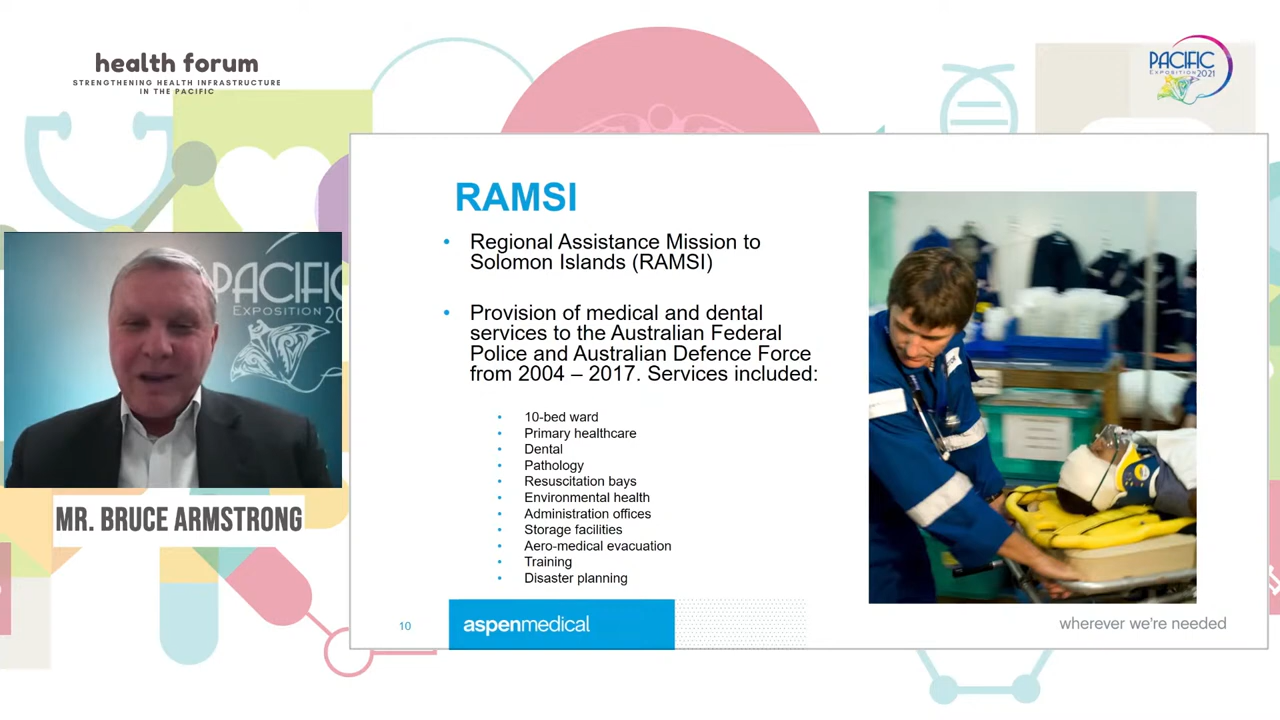 health forum
STRENGTHENING HEALTH INFRASTRUCTURE
IN THE PACIFIC
PACIFIC
EXPOSITION 2021
PACIFIC
EXPOSITION 20
MR. BRUCE ARMSTRONG
RAMSI
• Regional Assistance Mission to
Solomon Islands (RAMSI)
• Provision of medical and dental
services to the Australian Federal
Police and Australian Defence Force
from 2004 – 2017. Services included:
• 10-bed ward
• Primary healthcare
• Dental
• Pathology
• Resuscitation bays
• Environmental health
• Administration offices
• Storage facilities
• Aero-medical evacuation
• Training
• Disaster planning
10
aspenmedical
wherever we're needed